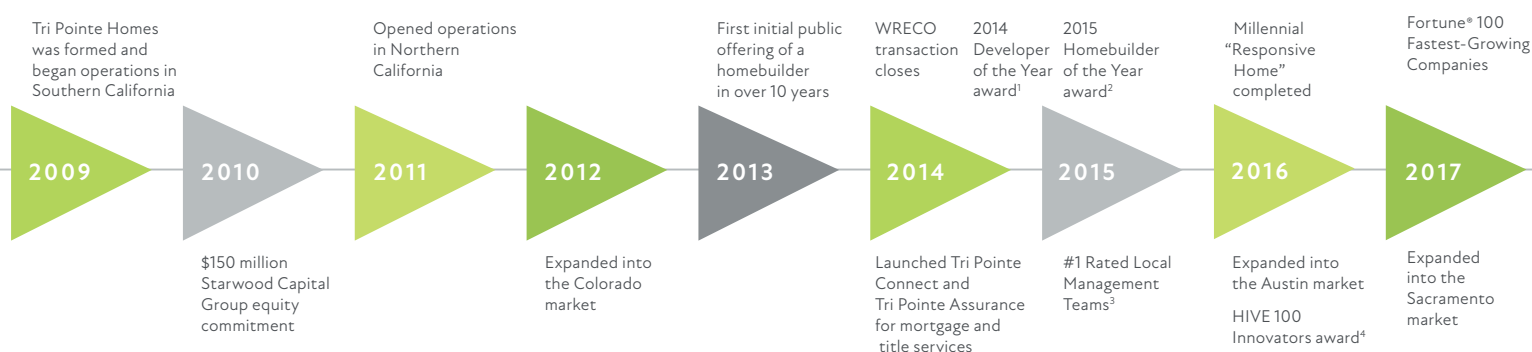 Tri Pointe Homes
was formed and
began operations in
Southern California
2009
2010
$150 million
Starwood Capital
Group equity
commitment
Opened operations
in Northern
California
2011
2012
Expanded into
the Colorado
market
First initial public
offering of a
homebuilder
in over 10 years
2013
WRECO
transaction
closes
2014
Developer
of the Year
award¹
2014
Launched Tri Pointe
Connect and
Tri Pointe Assurance
for mortgage and
title services
2015
Homebuilder
of the Year
award²
2015
#1 Rated Local
Management
Teams³
Millennial
“Responsive
Home”
completed
2016
Expanded into
the Austin market
HIVE 100
Innovators award⁴
Fortune® 100
Fastest-Growing
Companies
2017
Expanded
into the
Sacramento
market